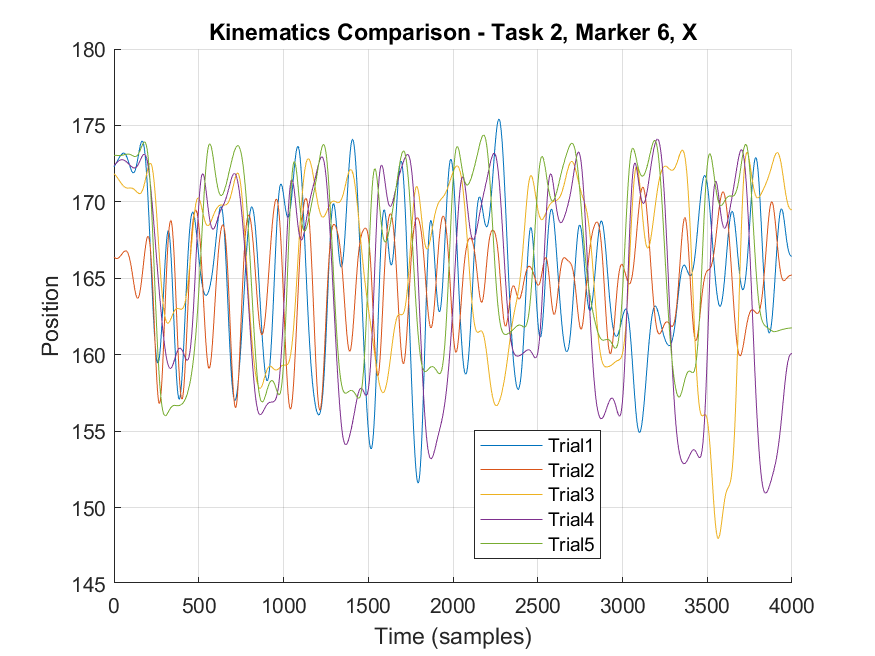 Kinematics Comparison - Task 2, Marker 6, X
180
175
170
165
160
155
150
145
Position
0 500 1000 1500 2000 2500 3000 3500 4000
Time (samples)
Trial1
Trial2
Trial3
Trial4
Trial5